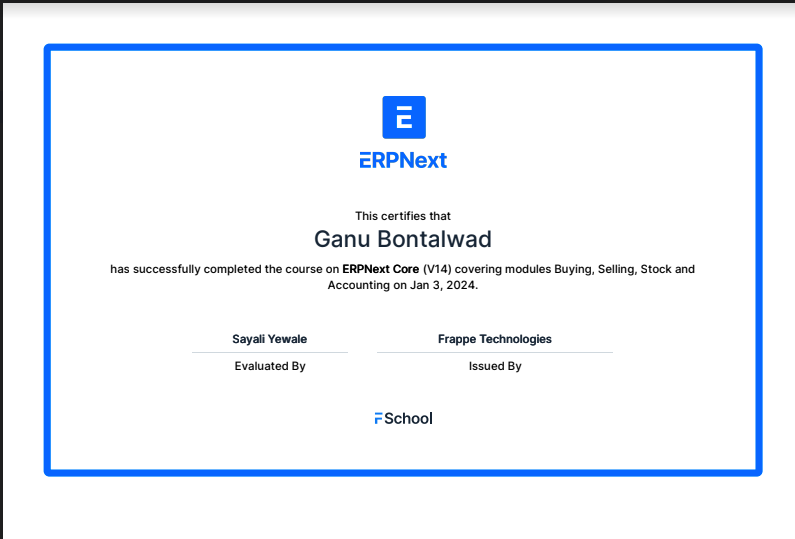 E
ERPNext
This certifies that
Ganu Bontalwad
has successfully completed the course on ERPNext Core (V14) covering modules Buying, Selling, Stock and
Accounting on Jan 3, 2024.
Sayali Yewale
Frappe Technologies
Evaluated By
Issued By
FSchool